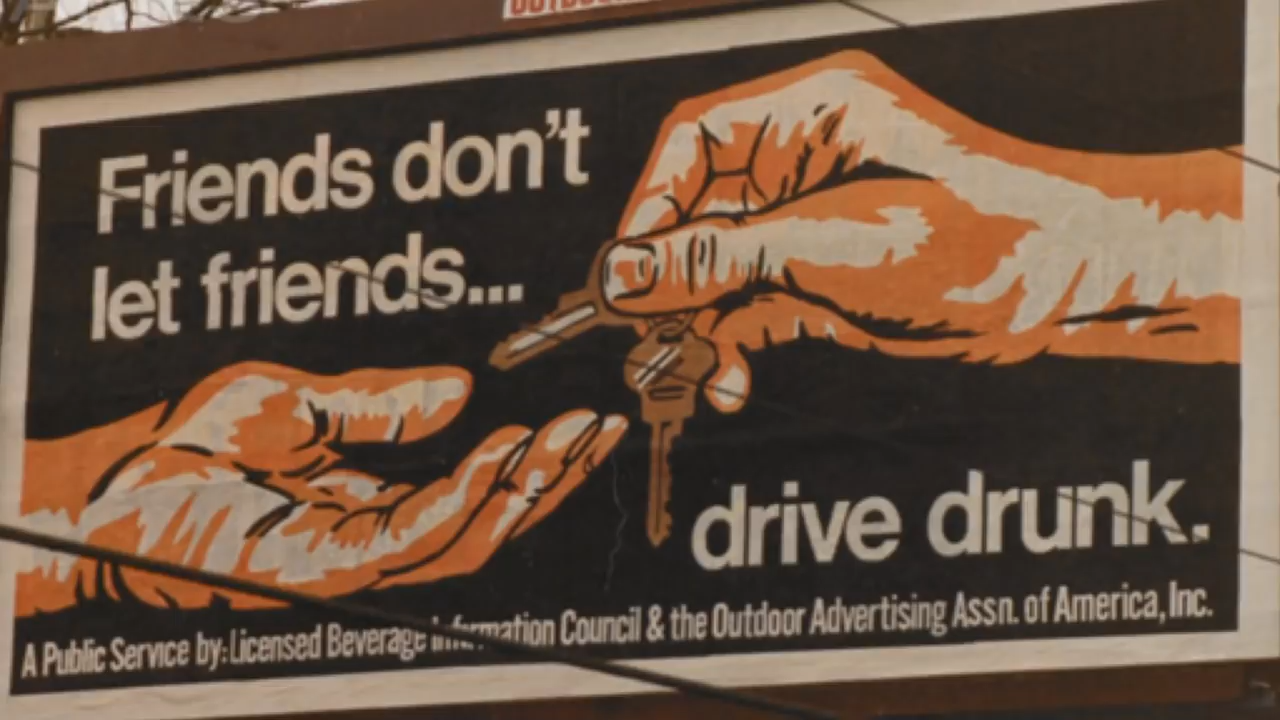 Friends don't
let friends...
drive drunk.
A Public Service by: Licensed Beverage Information Council & the Outdoor Advertising Assn. of America, Inc.